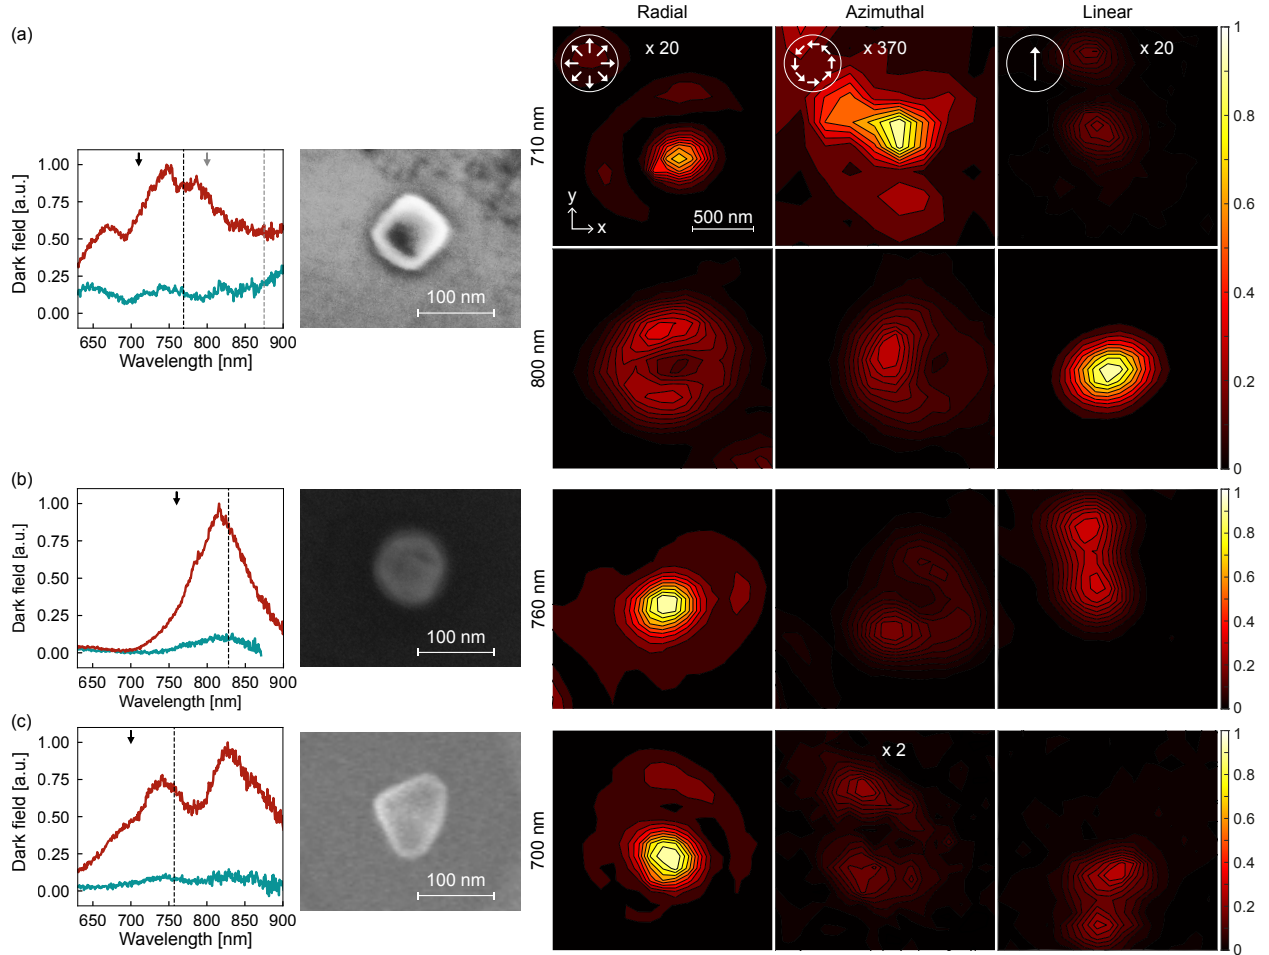 Radial Azimuthal Linear
(a)
x 20
x 370
x 20
710 nm
y
x
500 nm
1
0.8
0.6
0.4
0.2
0
Dark field [a.u.]
1.00
0.75
0.50
0.25
0.00
650 700 750 800 850 900
Wavelength [nm]
100 nm
800 nm
(b)
Dark field [a.u.]
1.00
0.75
0.50
0.25
0.00
650 700 750 800 850 900
Wavelength [nm]
100 nm
760 nm
1
0.8
0.6
0.4
0.2
0
(c)
Dark field [a.u.]
1.00
0.75
0.50
0.25
0.00
650 700 750 800 850 900
Wavelength [nm]
100 nm
700 nm
x 2
1
0.8
0.6
0.4
0.2
0